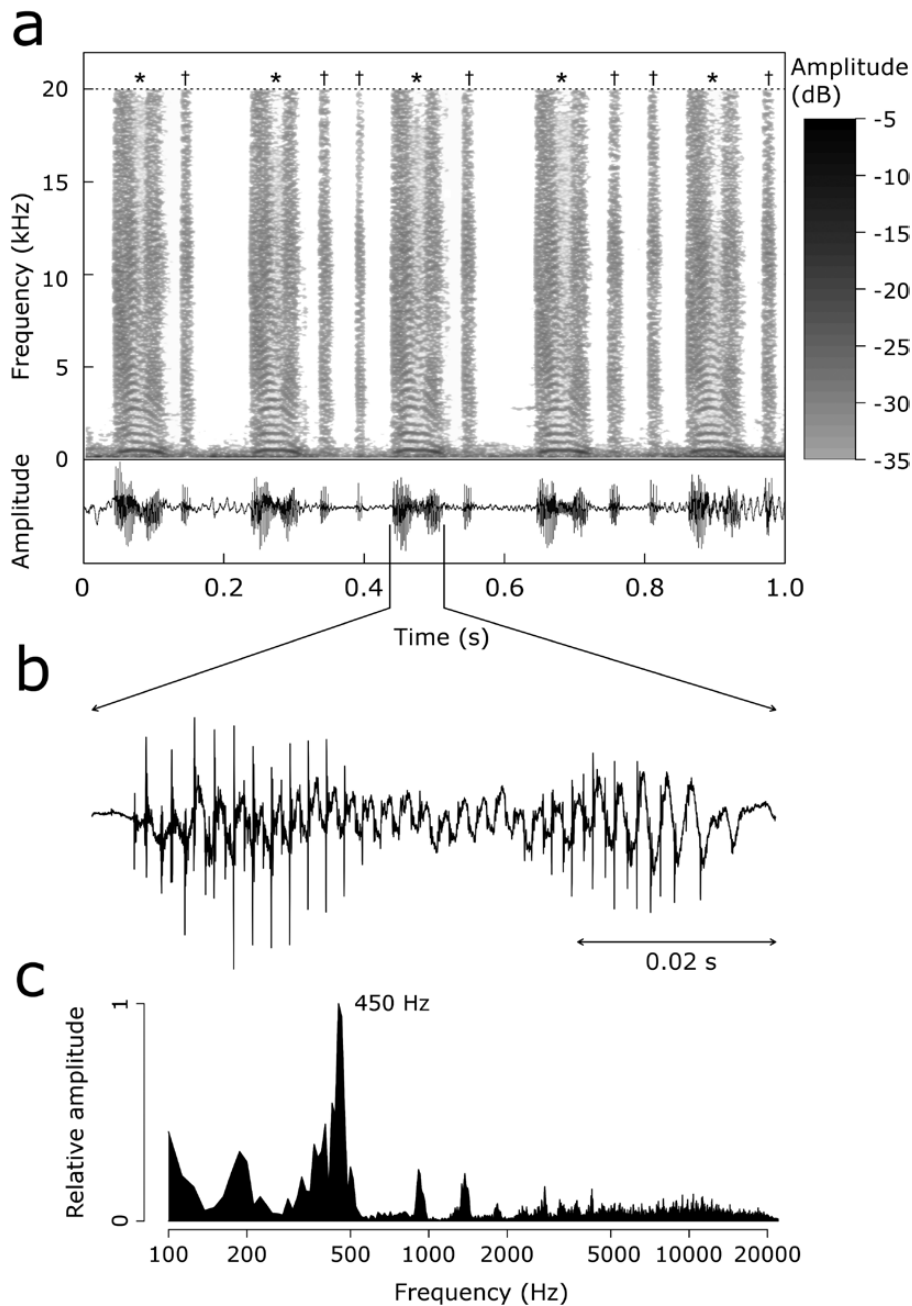 a
* † * † † * † * † † * †
Amplitude
(dB)
20
15
10
5
0
Frequency (kHz)
-5
-10
-15
-20
-25
-30
-35
Amplitude
0 0.2 0.4 0.6 0.8 1.0
Time (s)
b
0.02 s
c
450 Hz
1
0
Relative amplitude
100 200 500 1000 2000 5000 10000 20000
Frequency (Hz)